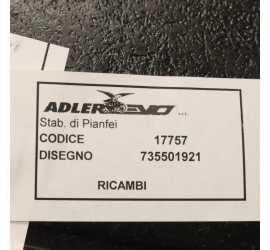 ADLER EVO
Stab. di Pianfei
CODICE 17757
DISEGNO 735501921
RICAMBI